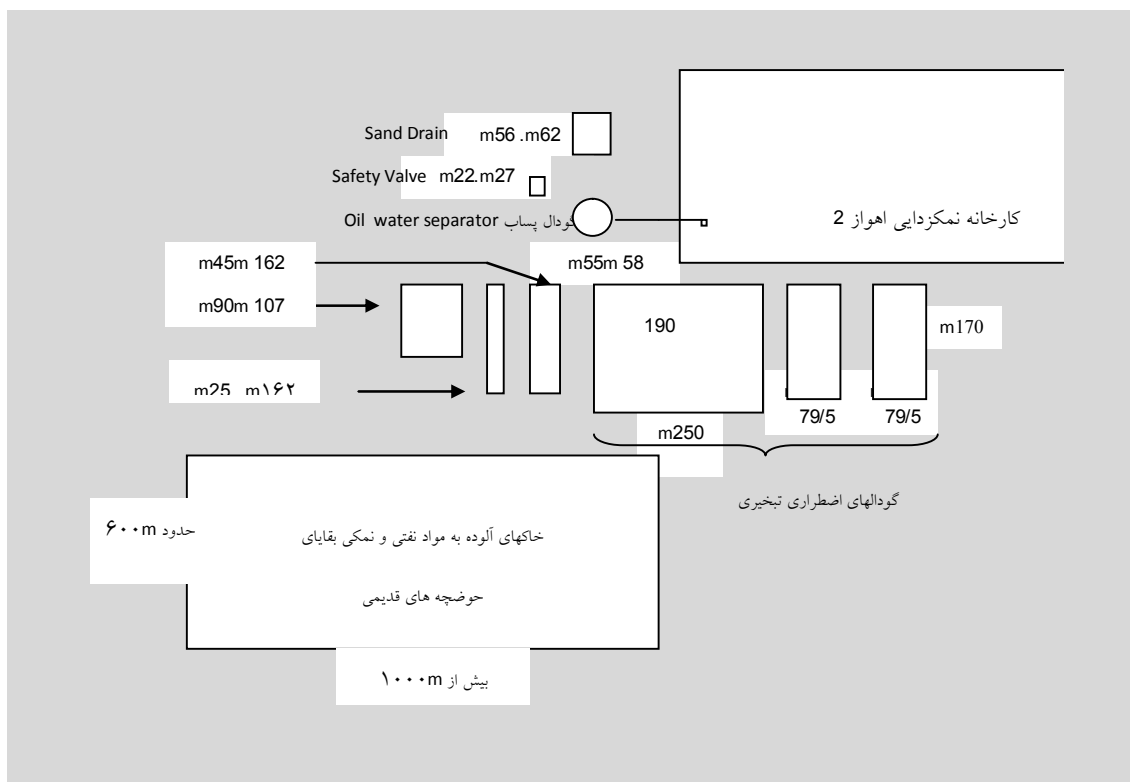 Sand Drain m56 .m62
Safety Valve m22.m27
گودال پساب Oil water separator
کارخانه نمکزدایی اهواز 2
m45m 162
m55m 58
m90m 107
190
m170
m25 m۱۶۲
79/5
79/5
m250
گودالهای اضطراری تبخیری
حدود ۶۰۰m
خاکهای آلوده به مواد نفتی و نمکی بقایای
حوضچه های قدیمی
بیش از ۱۰۰۰m